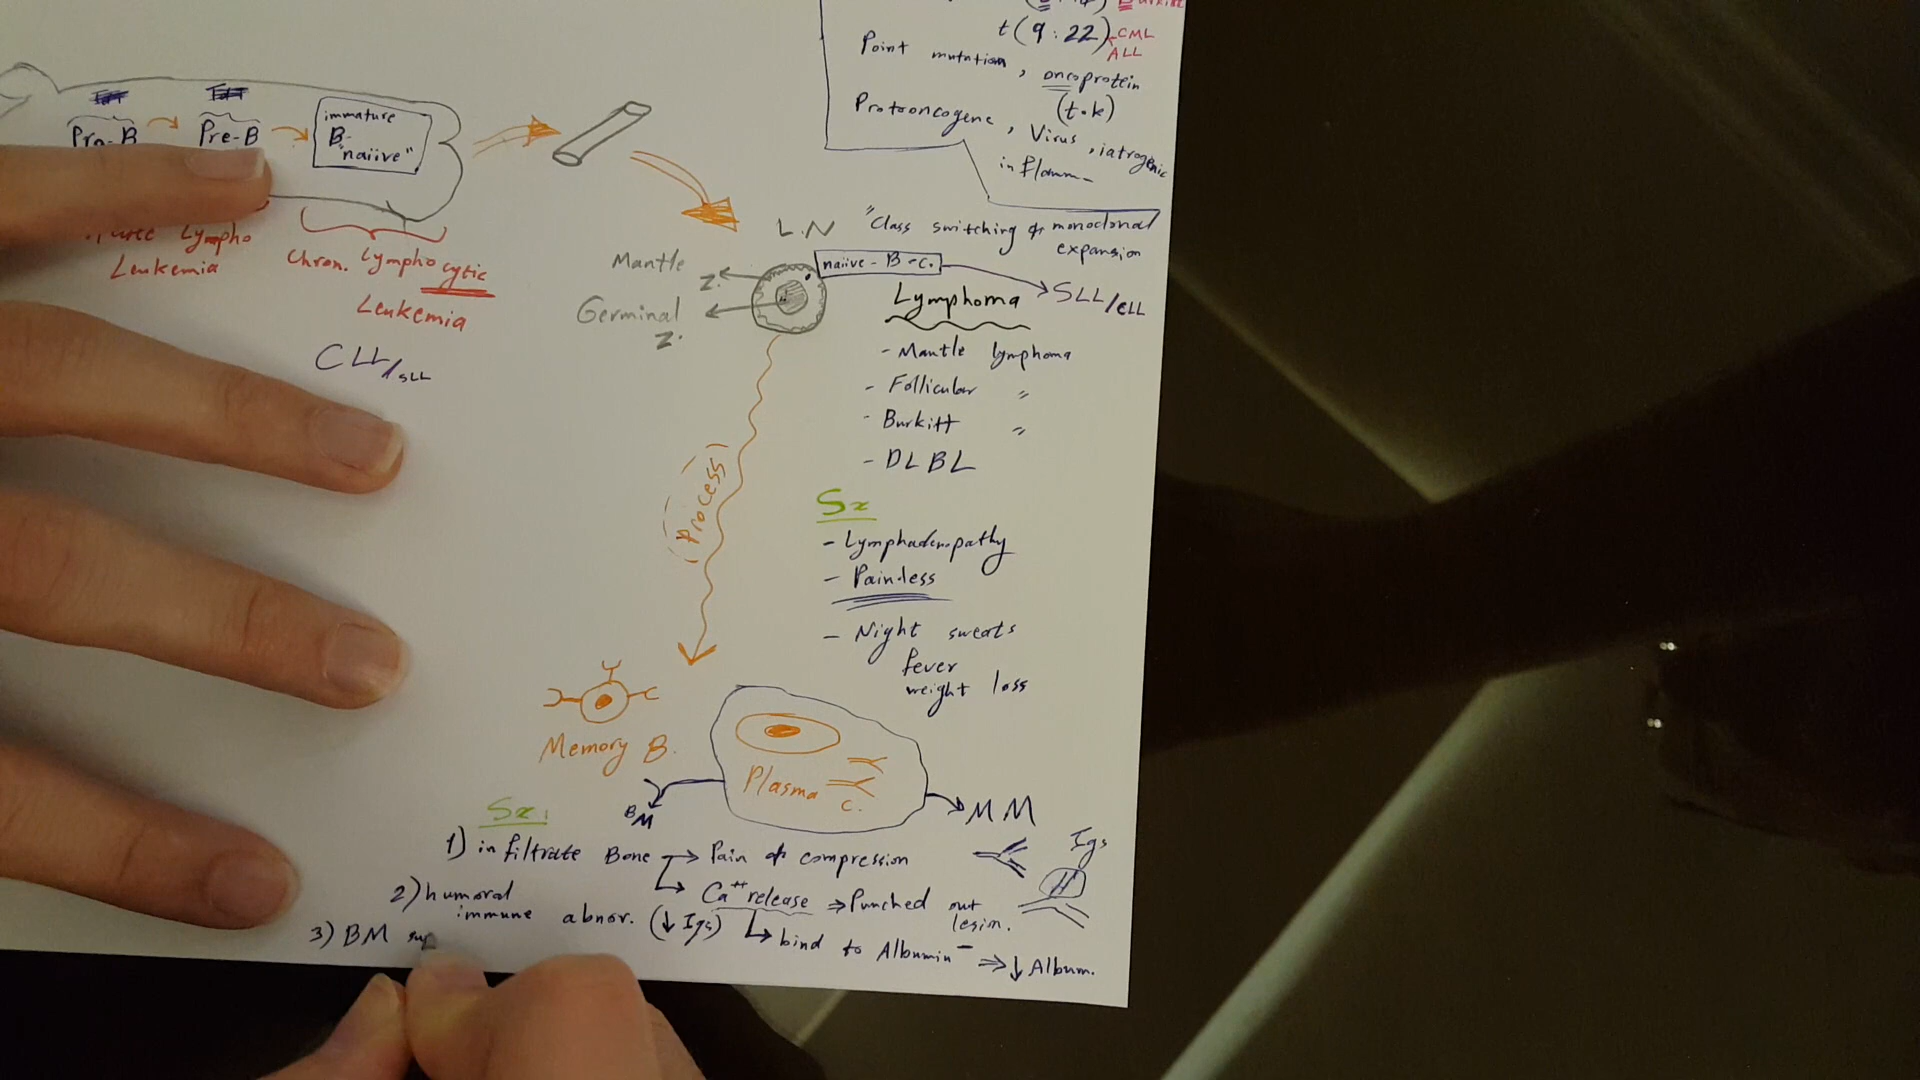 t(9:22) CML
ALL
Point mutation, oncoprotein
(t.k)
Protooncogene, Virus, iatrogenic
inflamm-
Pro-B Pre-B
immature
B-
"naiive"
Lympho
Leukemia
Chron. Lymphocytic
Leukemia
CLL/SLL
L.N
"Class switching & monoclonal
expansion
naiive-B-c.
SLL/CLL
Mantle
Z.
Germinal
Z.
Lymphoma
- Mantle lymphoma
- Follicular "
- Burkitt "
- DLBL
(Process)
Sx
- Lymphadenopathy
- Painless
- Night sweats
fever
weight loss
Memory B.
Plasma
c.
BM
MM
Sx:
1) infiltrate Bone → Pain & compression
Igs
H
↳ Ca++ release ⇒ Punched out
lesion.
2) humoral
immune abnor. (↓ Igs)
↳ bind to Albumin- ⇒ ↓ Album.
3) BM